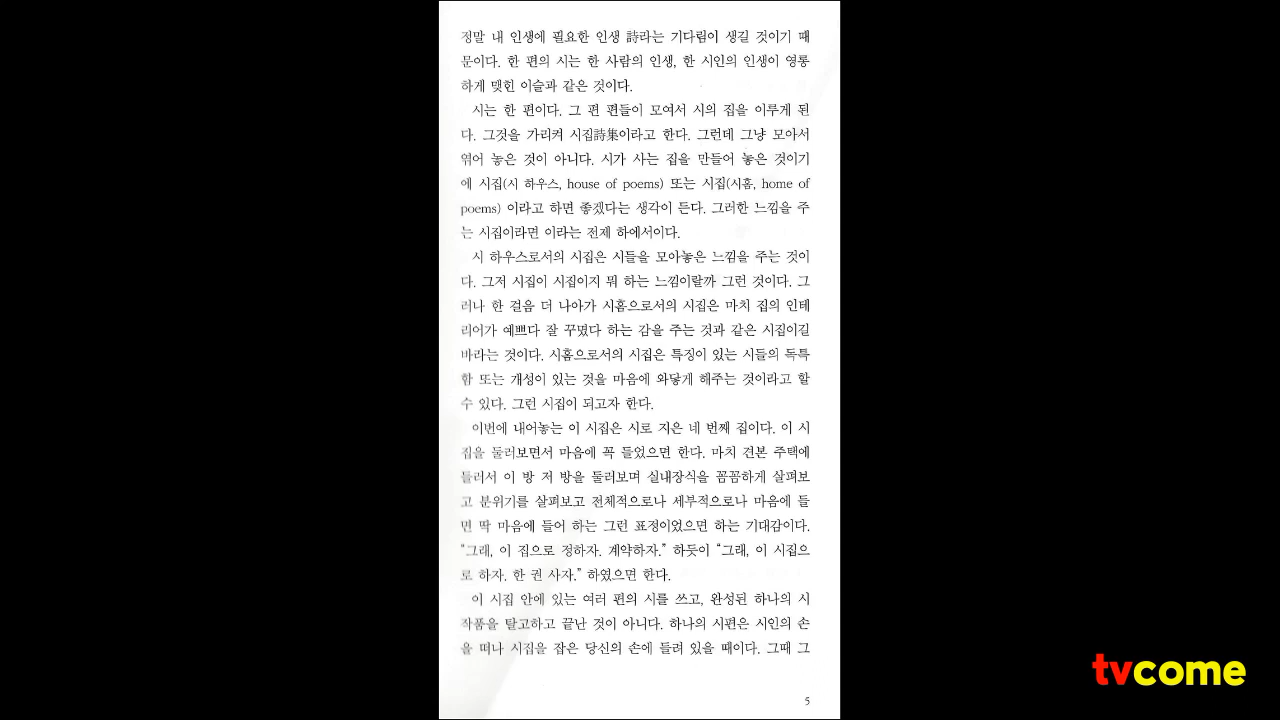 정말 내 인생에 필요한 인생 詩라는 기다림이 생길 것이기 때
문이다. 한 편의 시는 한 사람의 인생, 한 시인의 인생이 영롱
하게 맺힌 이슬과 같은 것이다.
시는 한 편이다. 그 편 편들이 모여서 시의 집을 이루게 된
다. 그것을 가리켜 시집詩集이라고 한다. 그런데 그냥 모아서
엮어 놓은 것이 아니다. 시가 사는 집을 만들어 놓은 것이기
에 시집(시 하우스, house of poems) 또는 시집(시홈, home of
poems) 이라고 하면 좋겠다는 생각이 든다. 그러한 느낌을 주
는 시집이라면 이라는 전제 하에서이다.
시 하우스로서의 시집은 시들을 모아놓은 느낌을 주는 것이
다. 그저 시집이 시집이지 뭐 하는 느낌이랄까 그런 것이다. 그
러나 한 걸음 더 나아가 시홈으로서의 시집은 마치 집의 인테
리어가 예쁘다 잘 꾸몄다 하는 감을 주는 것과 같은 시집이길
바라는 것이다. 시홈으로서의 시집은 특징이 있는 시들의 독특
함 또는 개성이 있는 것을 마음에 와닿게 해주는 것이라고 할
수 있다. 그런 시집이 되고자 한다.
이번에 내어놓는 이 시집은 시로 지은 네 번째 집이다. 이 시
집을 둘러보면서 마음에 꼭 들었으면 한다. 마치 견본 주택에
들러서 이 방 저 방을 둘러보며 실내장식을 꼼꼼하게 살펴보
고 분위기를 살펴보고 전체적으로나 세부적으로나 마음에 들
면 딱 마음에 들어 하는 그런 표정이었으면 하는 기대감이다.
“그래, 이 집으로 정하자. 계약하자.” 하듯이 “그래, 이 시집으
로 하자. 한 권 사자.” 하였으면 한다.
이 시집 안에 있는 여러 편의 시를 쓰고, 완성된 하나의 시
작품을 탈고하고 끝난 것이 아니다. 하나의 시편은 시인의 손
을 떠나 시집을 잡은 당신의 손에 들려 있을 때이다. 그때 그
5
tvcome